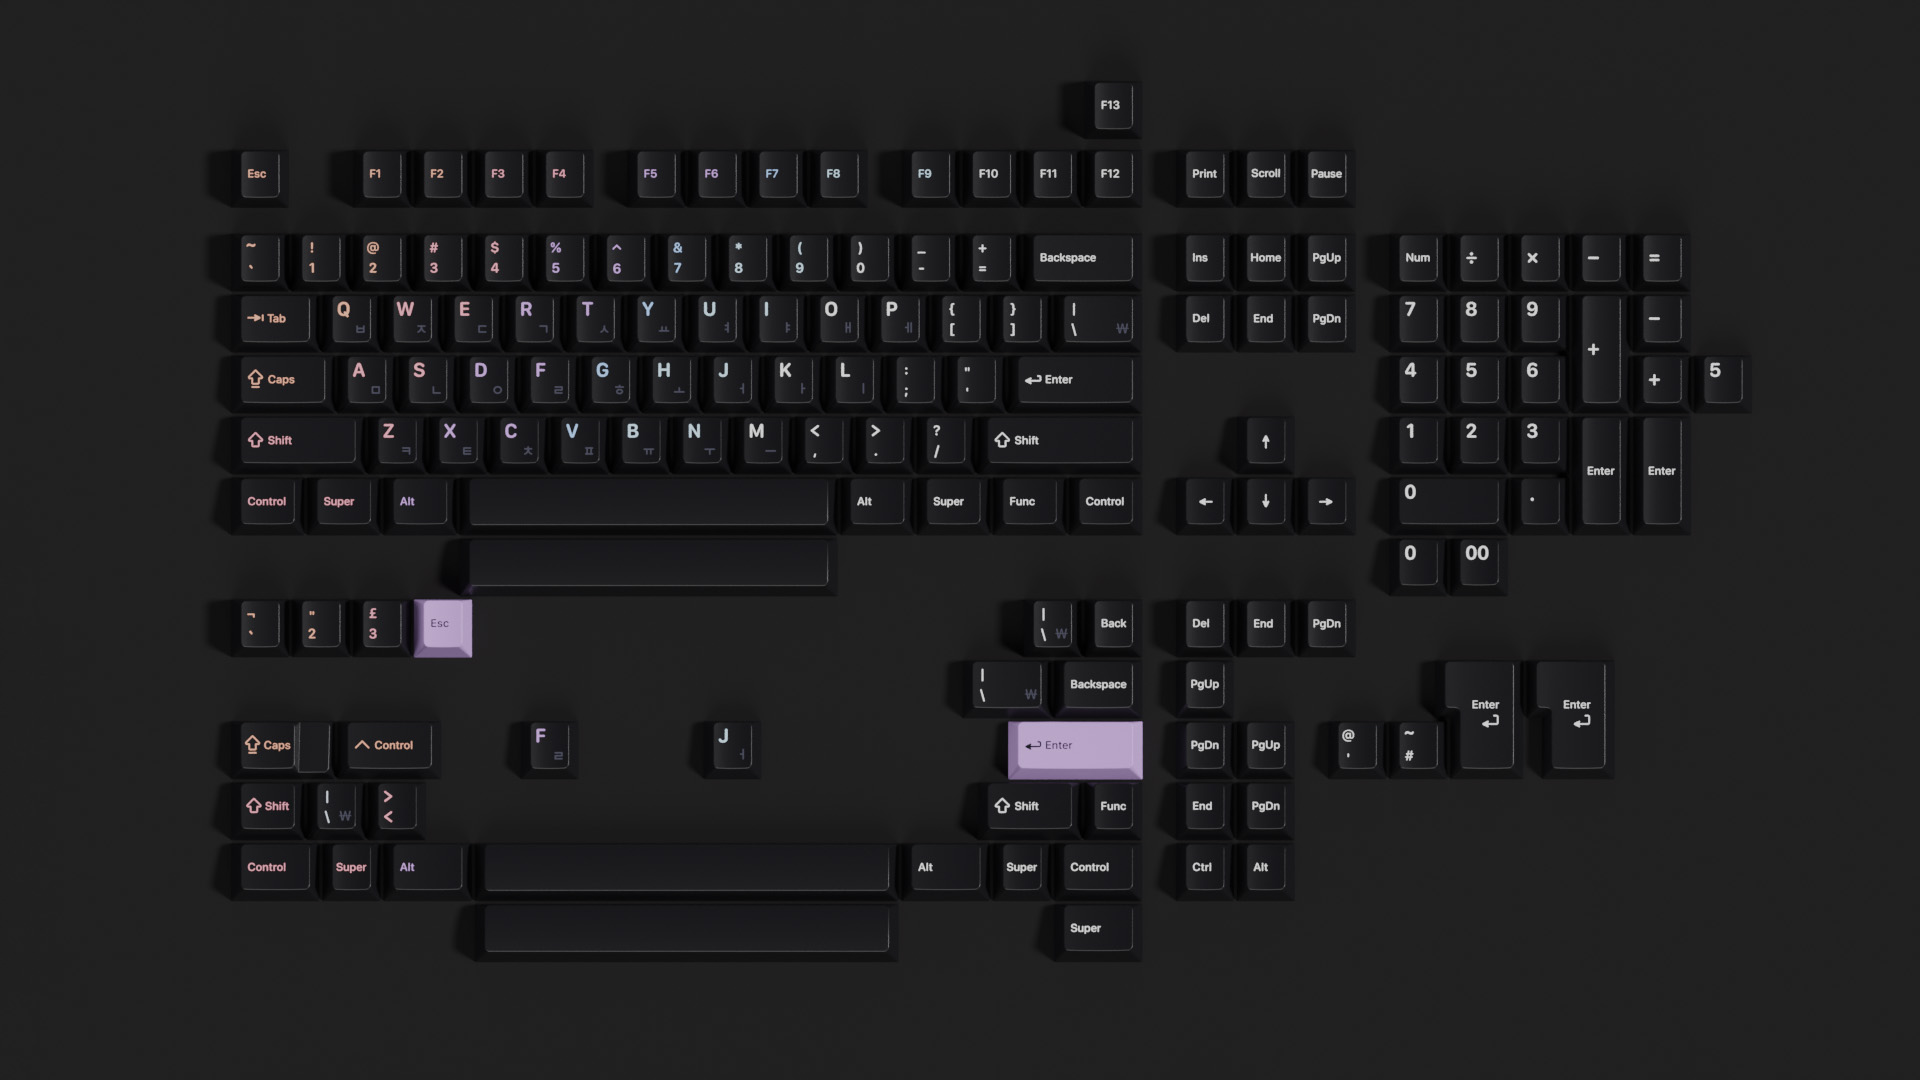 F13
Esc F1 F2 F3 F4 F5 F6 F7 F8 F9 F10 F11 F12 Print Scroll Pause
~ ! @ # $ % ^ & * ( ) _ +
` 1 2 3 4 5 6 7 8 9 0 - = Backspace Ins Home PgUp Num ÷ × − =
Tab Q ㅂ W ㅈ E ㄷ R ㄱ T ㅅ Y ㅛ U ㅕ I ㅑ O ㅐ P ㅔ { [ } ] | \ ₩ Del End PgDn 7 8 9 + −
Caps A ㅁ S ㄴ D ㅇ F ㄹ G ㅎ H ㅗ J ㅓ K ㅏ L ㅣ : ; " ' Enter 4 5 6 + 5
Shift Z ㅋ X ㅌ C ㅊ V ㅍ B ㅠ N ㅜ M ㅡ < , > . ? / Shift ↑ 1 2 3 Enter Enter
Control Super Alt Alt Super Func Control ← ↓ → 0 .
0 00
¬ ` " 2 £ 3 Esc | \ ₩ Back Del End PgDn
| \ ₩ Backspace PgUp Enter Enter
Caps Control F ㄹ J ㅓ Enter PgDn PgUp @ ' ~ #
Shift | \ ₩ > < Shift Func End PgDn
Control Super Alt Alt Super Control Ctrl Alt
Super